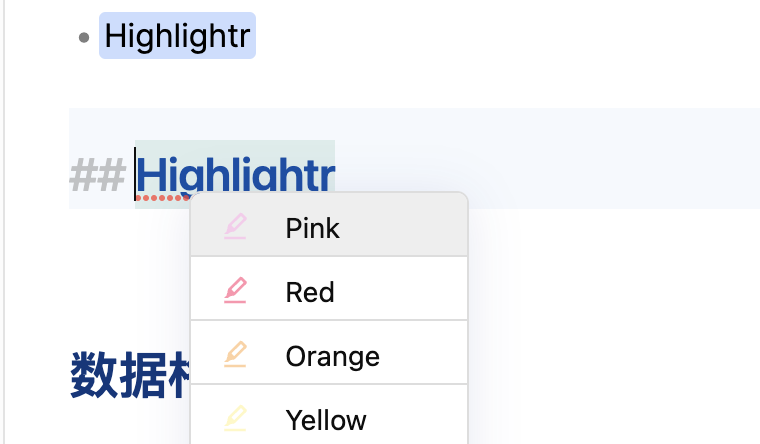 Highlightr
## Highlightr
Pink
Red
Orange
数据
Yellow